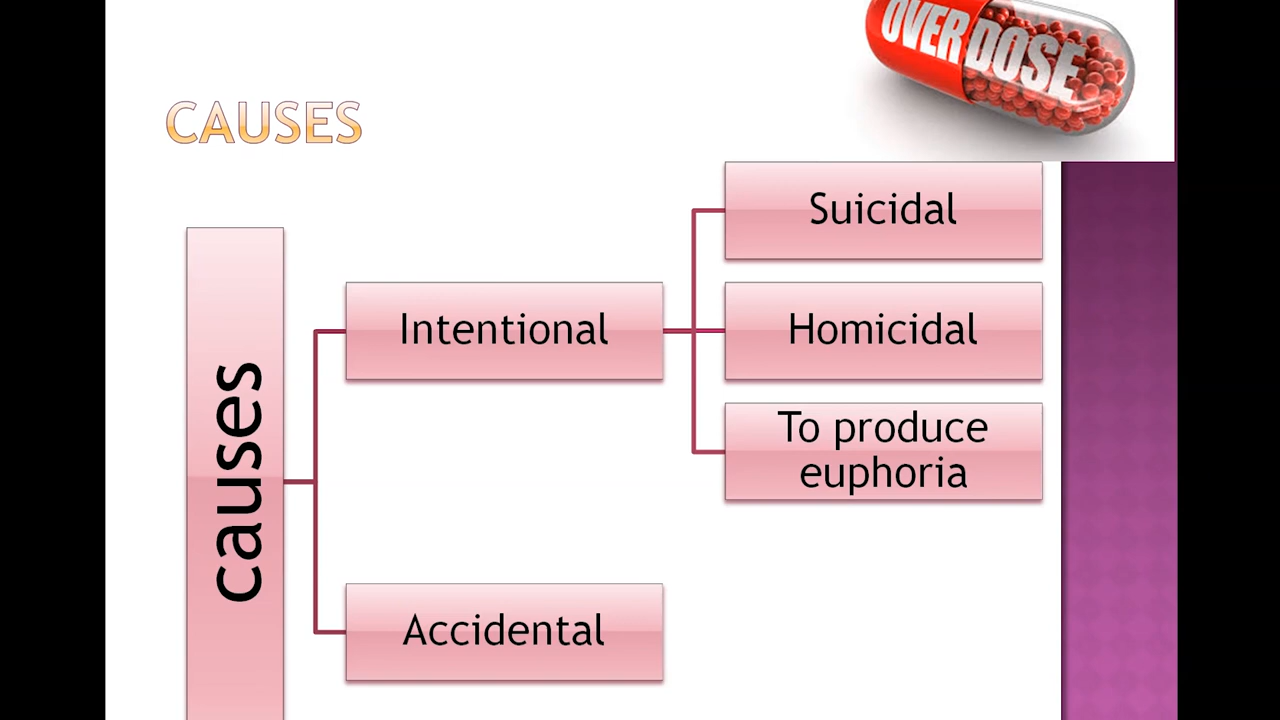 OVERDOSE
CAUSES
causes
Intentional
Suicidal
Homicidal
To produce
euphoria
Accidental